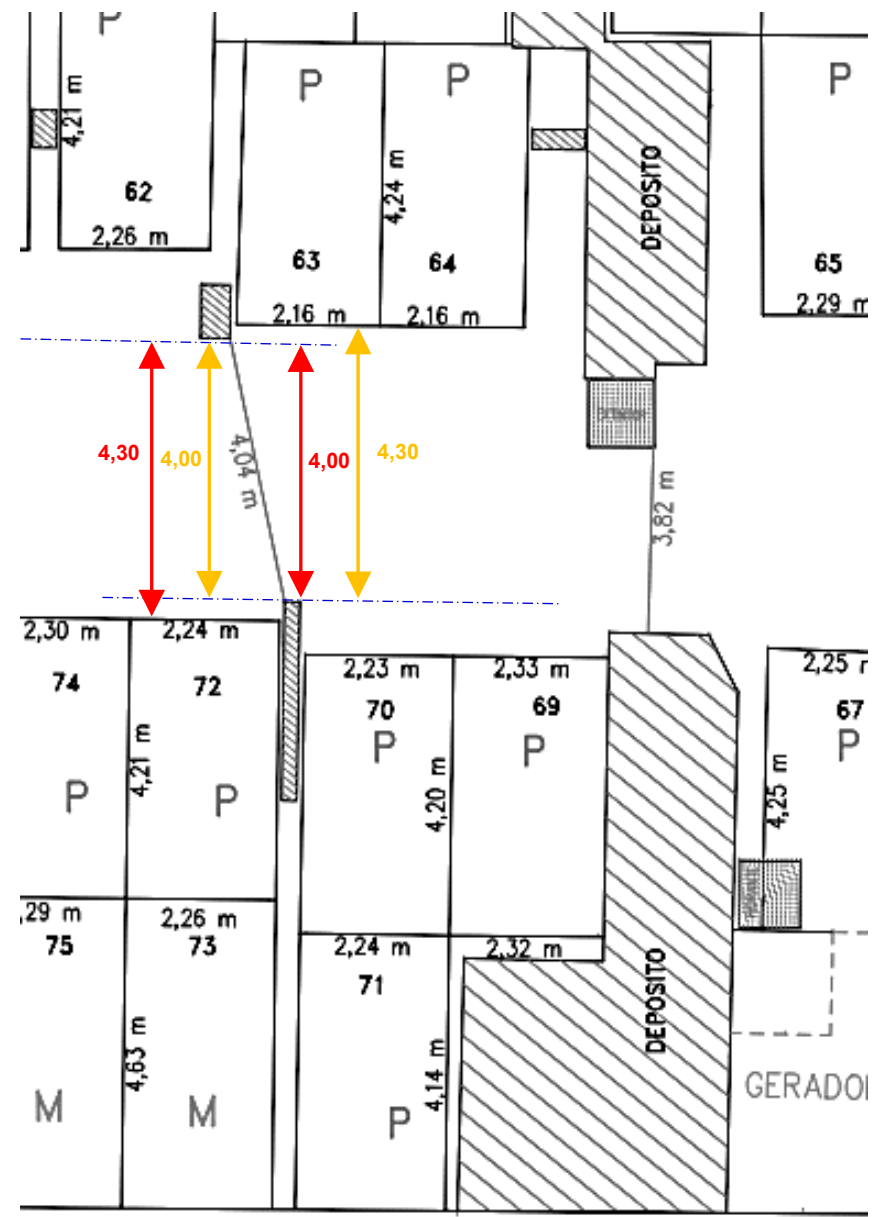 P
P
P
P
4,21 m
62
2,26 m
4,24 m
DEPOSITO
63
64
65
2,16 m
2,16 m
2,29 m
4,30
4,00
4,04 m
4,00
4,30
3,82 m
2,30 m
2,24 m
2,23 m
2,33 m
2,25 r
74
72
70
69
67
P
P
P
4,21 m
4,20 m
4,25 m
P
P
,29 m
2,26 m
2,24 m
2,32 m
75
73
71
DEPOSITO
4,63 m
4,14 m
GERADOR
M
M
P